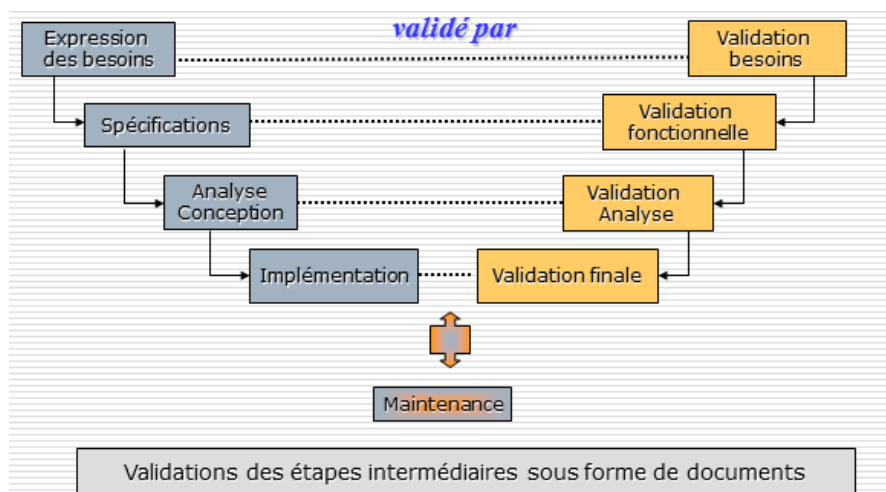 validé par
Expression
des besoins
Validation
besoins
Spécifications
Validation
fonctionnelle
Analyse
Conception
Validation
Analyse
Implémentation
Validation finale
Maintenance
Validations des étapes intermédiaires sous forme de documents